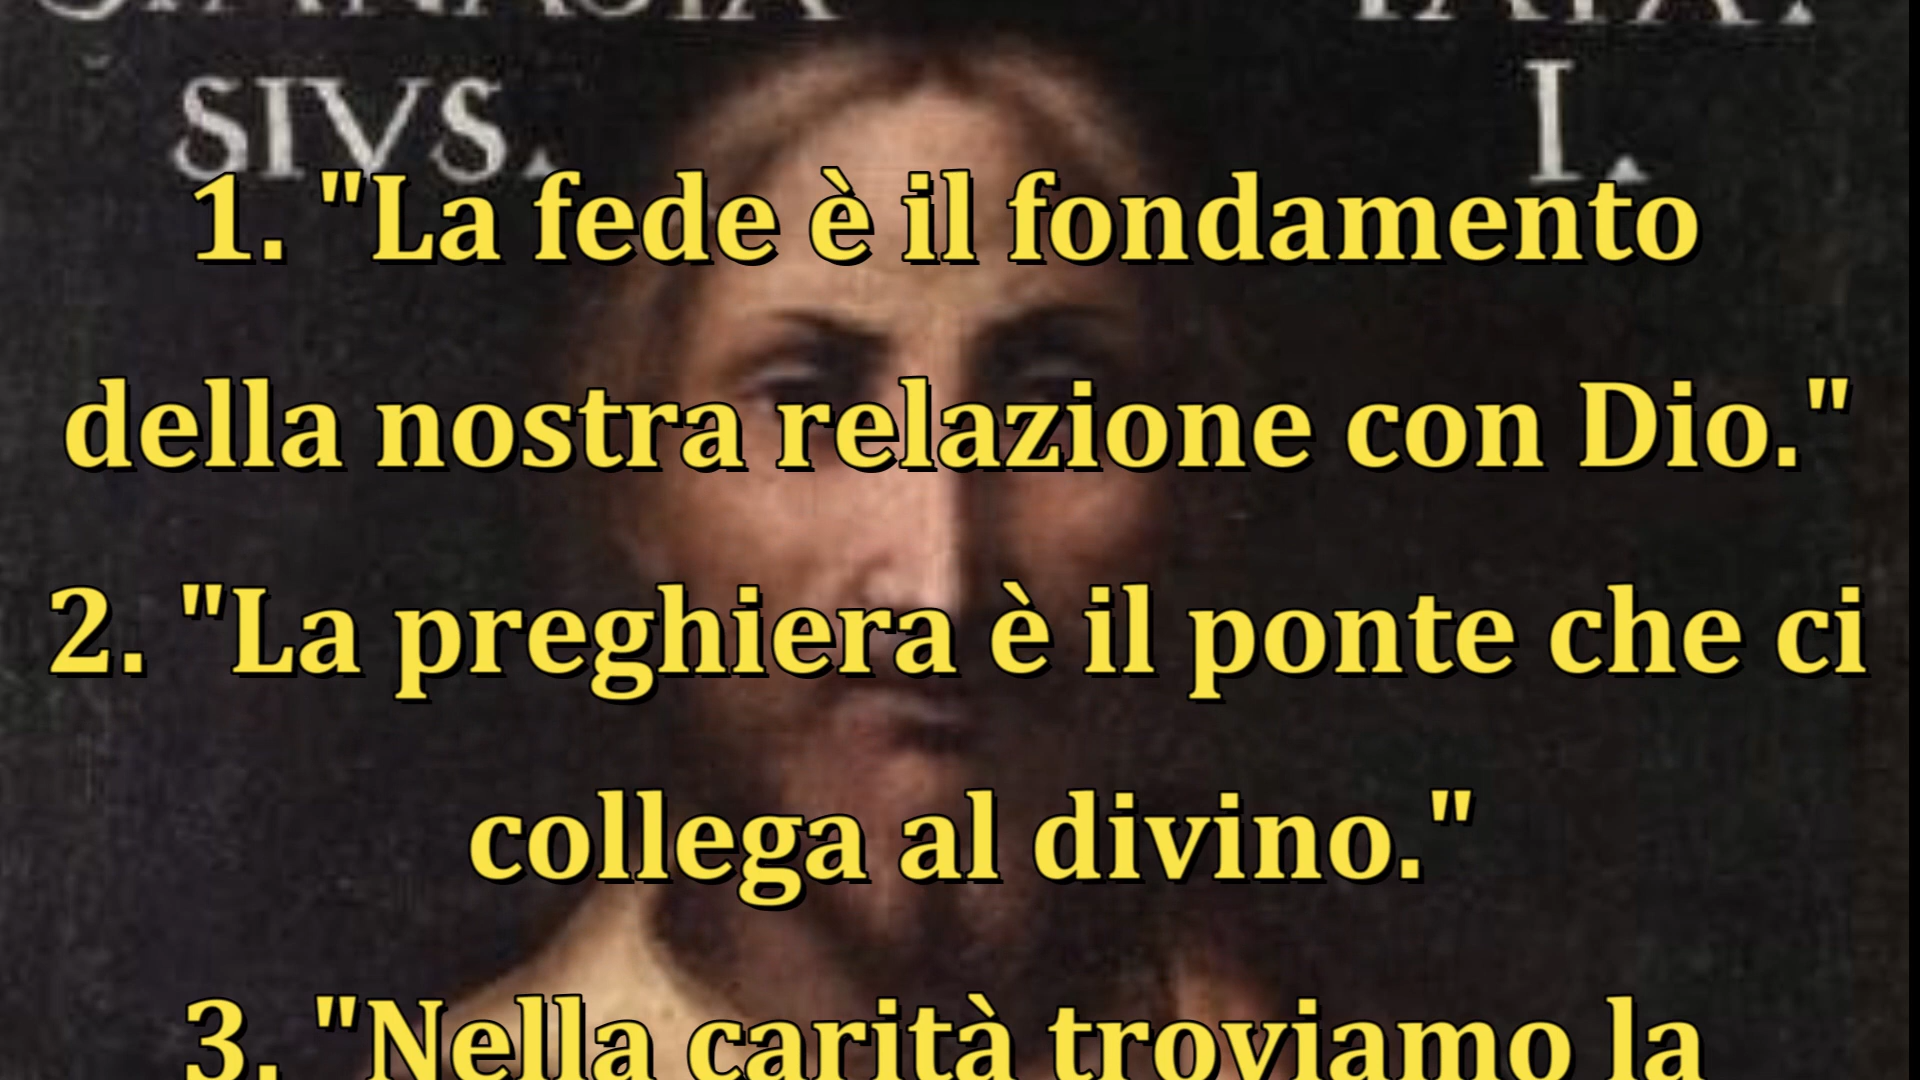 SIVS.
I.
1. "La fede è il fondamento
della nostra relazione con Dio."
2. "La preghiera è il ponte che ci
collega al divino."
3. "Nella carità troviamo la